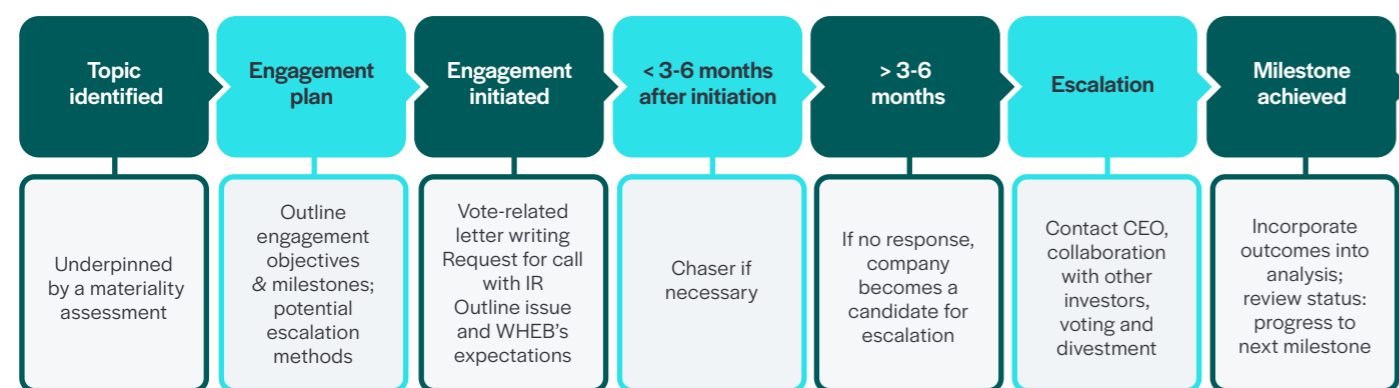 Topic
identified
Engagement
plan
Engagement
initiated
< 3-6 months
after initiation
> 3-6
months
Escalation
Milestone
achieved
Underpinned
by a materiality
assessment
Outline
engagement
objectives
& milestones;
potential
escalation
methods
Vote-related
letter writing
Request for call
with IR
Outline issue
and WHEB's
expectations
Chaser if
necessary
If no response,
company
becomes a
candidate for
escalation
Contact CEO,
collaboration
with other
investors,
voting and
divestment
Incorporate
outcomes into
analysis;
review status:
progress to
next milestone